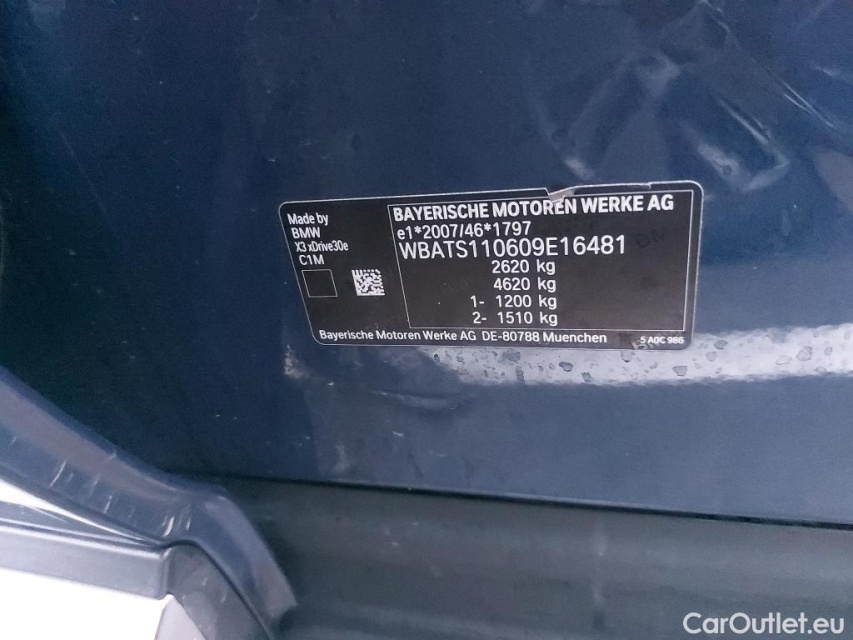 Made by
BMW
X3 xDrive30e
C1M
BAYERISCHE MOTOREN WERKE AG
e1*2007/46*1797
WBATS110609E16481
2620 kg
4620 kg
1- 1200 kg
2- 1510 kg
Bayerische Motoren Werke AG DE-80788 Muenchen
5 A0C 986
CarOutlet.eu